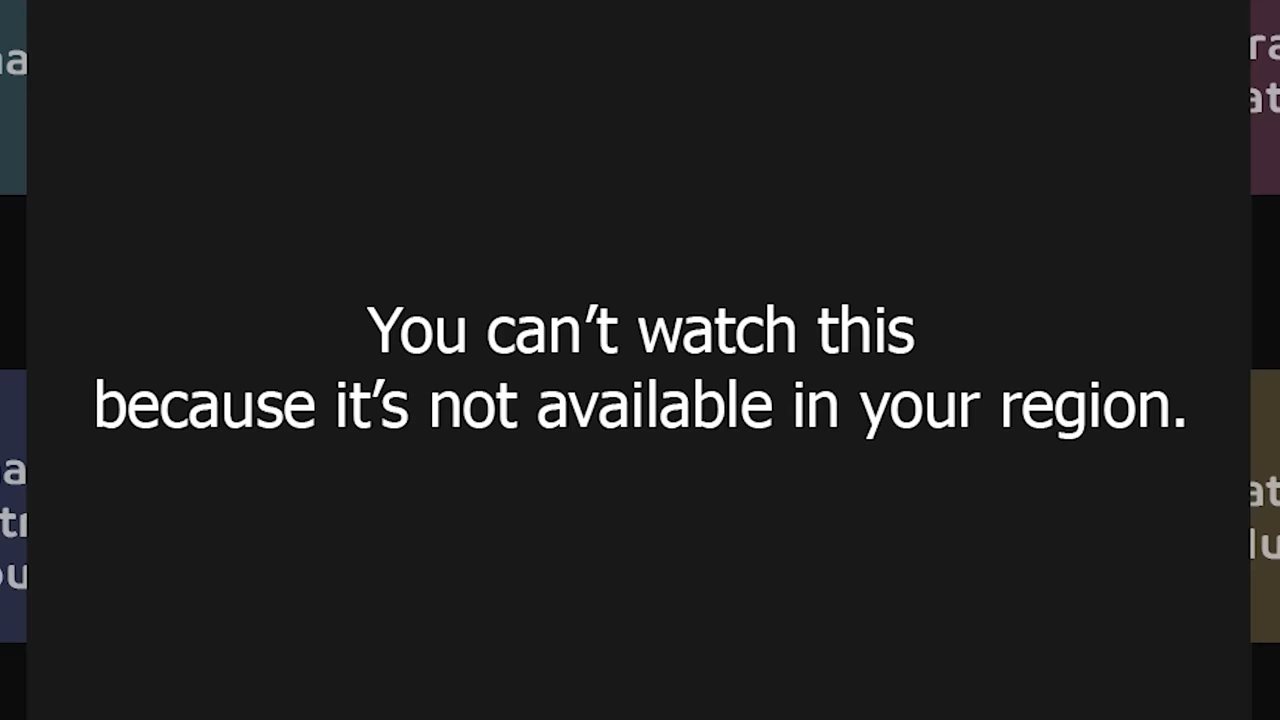 You can’t watch this
because it’s not available in your region.